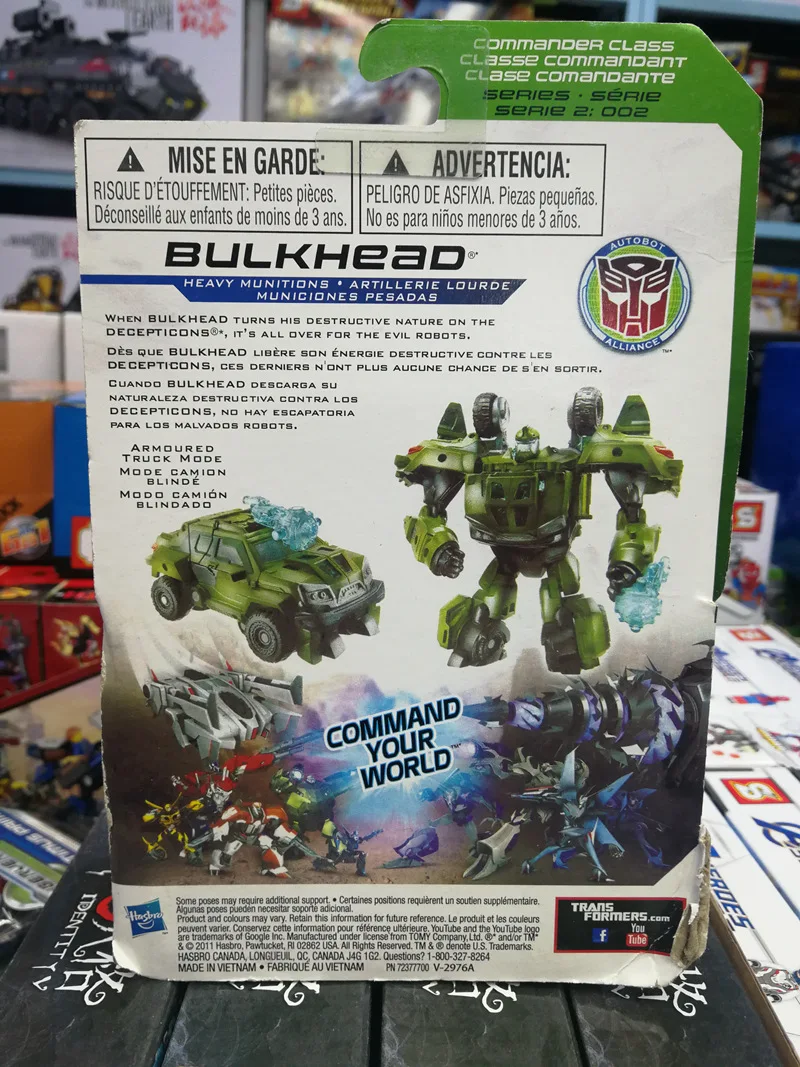 COMMANDER CLASS
CLASSE COMMANDANT
CLASE COMANDANTE
SERIES · SÉRIE
SERIE 2: 002
MISE EN GARDE:
RISQUE D'ÉTOUFFEMENT: Petites pièces.
Déconseillé aux enfants de moins de 3 ans.
ADVERTENCIA:
PELIGRO DE ASFIXIA. Piezas pequeñas.
No es para niños menores de 3 años.
BULKHEAD®*
HEAVY MUNITIONS • ARTILLERIE LOURDE
MUNICIONES PESADAS
AUTOBOT
ALLIANCE
TM*
WHEN BULKHEAD TURNS HIS DESTRUCTIVE NATURE ON THE
DECEPTICONS®*, IT'S ALL OVER FOR THE EVIL ROBOTS.
DÈS QUE BULKHEAD LIBÈRE SON ÉNERGIE DESTRUCTIVE CONTRE LES
DECEPTICONS, CES DERNIERS N'ONT PLUS AUCUNE CHANCE DE S'EN SORTIR.
CUANDO BULKHEAD DESCARGA SU
NATURALEZA DESTRUCTIVA CONTRA LOS
DECEPTICONS, NO HAY ESCAPATORIA
PARA LOS MALVADOS ROBOTS.
ARMOURED
TRUCK MODE
MODE CAMION
BLINDÉ
MODO CAMIÓN
BLINDADO
COMMAND
YOUR
WORLD™
Hasbro
Some poses may require additional support. • Certaines positions requièrent un soutien supplémentaire.
Algunas poses pueden necesitar soporte adicional.
Product and colours may vary. Retain this information for future reference. Le produit et les couleurs
peuvent varier. Conservez cette information pour référence ultérieure. YouTube and the YouTube logo
are trademarks of Google Inc. Manufactured under license from TOMY Company, Ltd. ®* and/or TM*
& © 2011 Hasbro, Pawtucket, RI 02862 USA. All Rights Reserved. TM & ® denote U.S. Trademarks.
HASBRO CANADA, LONGUEUIL, QC, CANADA J4G 1G2. Questions? 1-800-327-8264
MADE IN VIETNAM • FABRIQUÉ AU VIETNAM PN 72377700 V-2976A
TRANSFORMERS.COM
f
You
Tube
IDENTITY V
HEROES
S
S
S